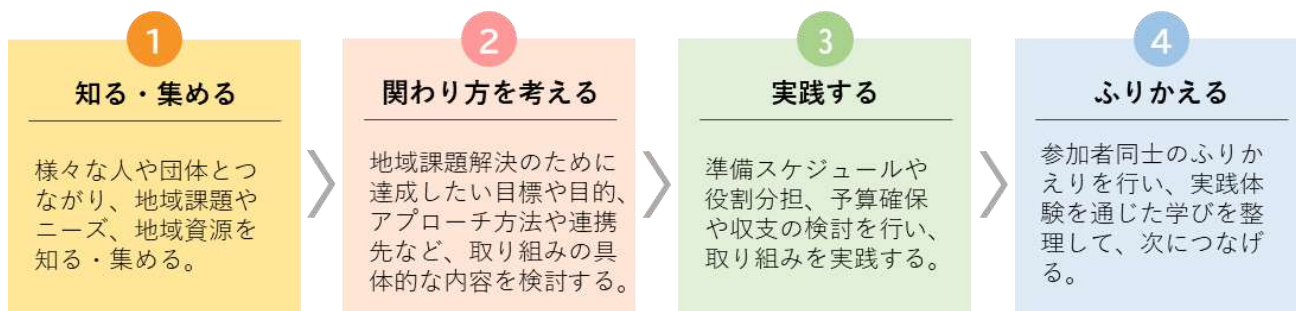 1
知る・集める
様々な人や団体とつ
ながり、地域課題や
ニーズ、地域資源を
知る・集める。
2
関わり方を考える
地域課題解決のために
達成したい目標や目的、
アプローチ方法や連携
先など、取り組みの具
体的な内容を検討する。
3
実践する
準備スケジュールや
役割分担、予算確保
や収支の検討を行い、
取り組みを実践する。
4
ふりかえる
参加者同士のふりか
えりを行い、実践体
験を通じた学びを整
理して、次につなげ
る。